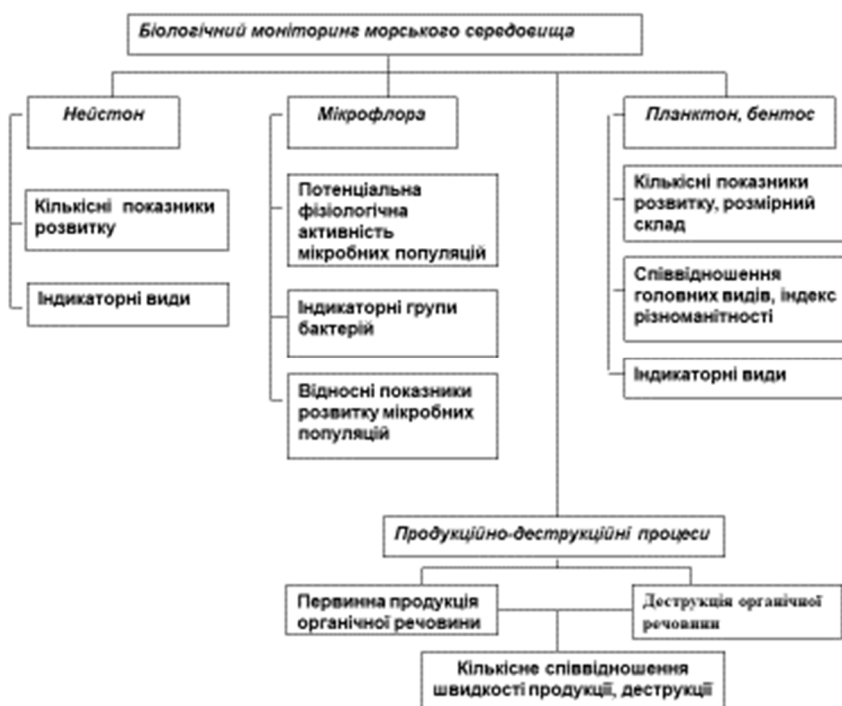 Біологічний моніторинг морського середовища
Нейстон
Мікрофлора
Планктон, бентос
Кількісні показники
розвитку
Індикаторні види
Потенціальна
фізіологічна
активність
мікробних популяцій
Індикаторні групи
бактерій
Відносні показники
розвитку мікробних
популяцій
Кількісні показники
розвитку, розмірний
склад
Співвідношення
головних видів, індекс
різноманітності
Індикаторні види
Продукційно-деструкційні процеси
Первинна продукція
органічної речовини
Деструкція органічної
речовини
Кількісне співвідношення
швидкості продукції, деструкції